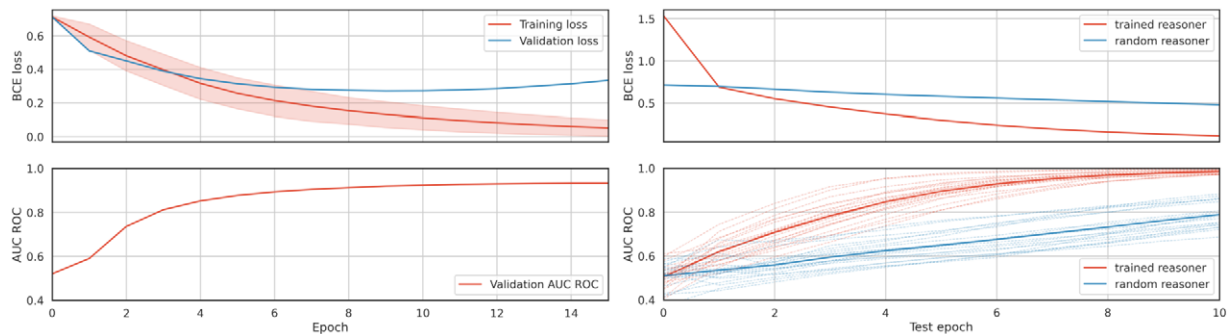 BCE loss
0.6
0.4
0.2
0.0
Training loss
Validation loss
AUC ROC
1.0
0.8
0.6
0.4
Validation AUC ROC
0 2 4 6 8 10 12 14
Epoch
BCE loss
1.5
1.0
0.5
trained reasoner
random reasoner
AUC ROC
1.0
0.8
0.6
0.4
trained reasoner
random reasoner
0 2 4 6 8 10
Test epoch